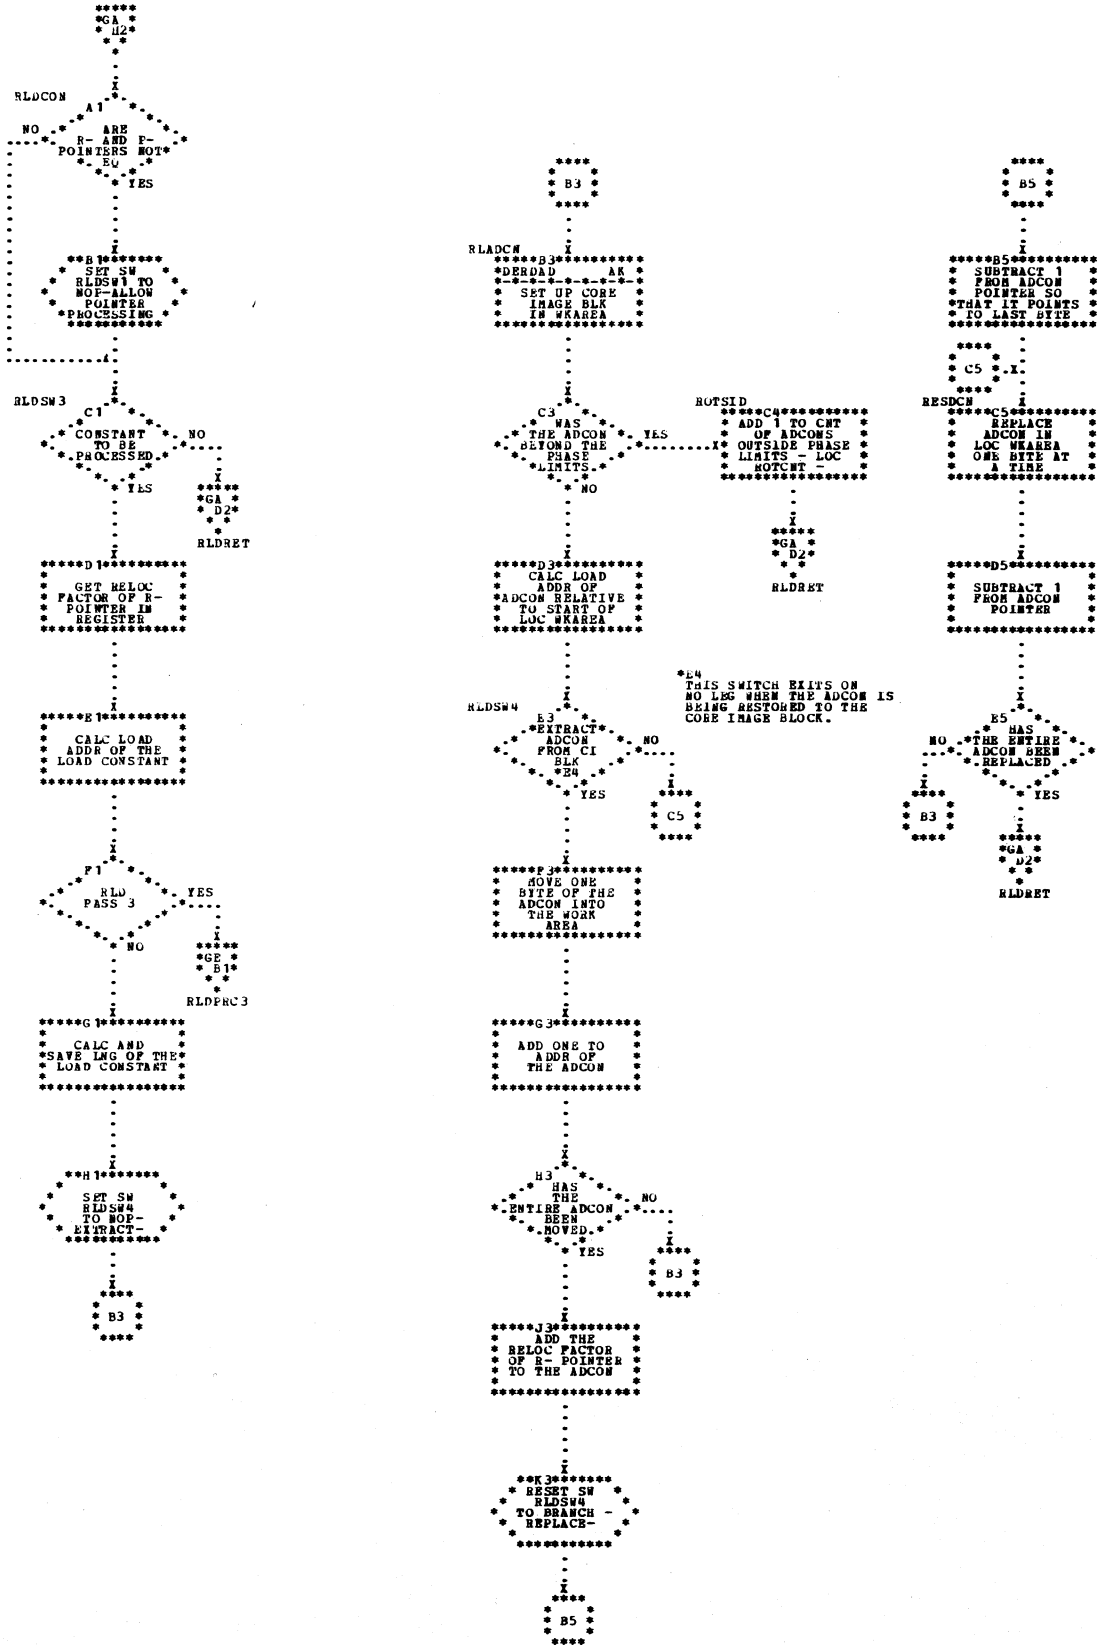 GA
H2
RLDCON
A1
NO
ARE
R- AND P-
POINTERS NOT
EQ
YES
B1
SET SW
RLDSW1 TO
NOP-ALLOW
POINTER
PROCESSING
RLDSW3
C1
CONSTANT
TO BE
PROCESSED
NO
YES
GA
D2
RLDRET
D1
GET RELOC
FACTOR OF R-
POINTER IN
REGISTER
E1
CALC LOAD
ADDR OF THE
LOAD CONSTANT
F1
RLD
PASS 3
YES
NO
GE
B1
RLDPRC3
G1
CALC AND
SAVE LNG OF THE
LOAD CONSTANT
H1
SET SW
RLDSW4
TO NOP-
EXTRACT-
B3
B3
RLADCN
B3
DERDAD AK
SET UP CORE
IMAGE BLK
IN WKAREA
C3
WAS
THE ADCON
BEYOND THE
PHASE
LIMITS
YES
NO
ROTSID
C4
ADD 1 TO CNT
OF ADCONS
OUTSIDE PHASE
LIMITS - LOC
ROTCNT -
GA
D2
RLDRET
D3
CALC LOAD
ADDR OF
ADCON RELATIVE
TO START OF
LOC WKAREA
*E4
THIS SWITCH EXITS ON
NO LEG WHEN THE ADCON IS
BEING RESTORED TO THE
CORE IMAGE BLOCK.
RLDSW4
E3
EXTRACT
ADCON
FROM CI
BLK
*E4
NO
YES
C5
F3
MOVE ONE
BYTE OF THE
ADCON INTO
THE WORK
AREA
G3
ADD ONE TO
ADDR OF
THE ADCON
H3
HAS
THE
ENTIRE ADCON
BEEN
MOVED
NO
YES
B3
J3
ADD THE
RELOC FACTOR
OF R- POINTER
TO THE ADCON
K3
RESET SW
RLDSW4
TO BRANCH -
REPLACE-
B5
B5
B5
SUBTRACT 1
FROM ADCON
POINTER SO
THAT IT POINTS
TO LAST BYTE
C5
RESDCN
C5
REPLACE
ADCON IN
LOC WKAREA
ONE BYTE AT
A TIME
D5
SUBTRACT 1
FROM ADCON
POINTER
E5
HAS
THE ENTIRE
ADCON BEEN
REPLACED
NO
YES
B3
GA
D2
RLDRET